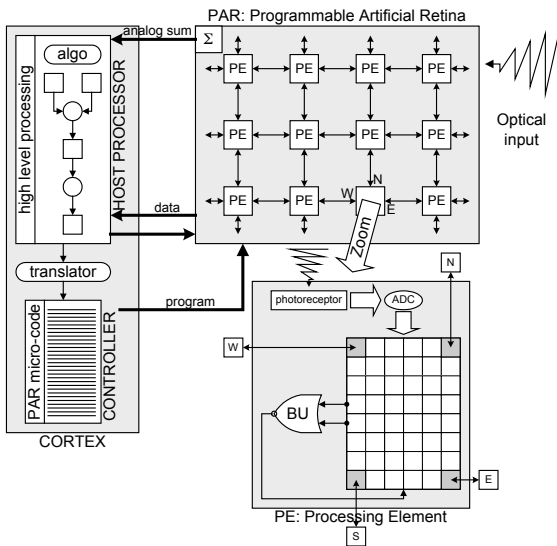 PAR: Programmable Artificial Retina
analog sum
Σ
high level processing
algo
HOST PROCESSOR
PE PE PE PE
PE PE PE PE
PE PE
N
W
E
PE
Optical
input
data
Zoom
translator
program
PAR micro-code
CONTROLLER
CORTEX
photoreceptor
ADC
N
W
BU
E
S
PE: Processing Element